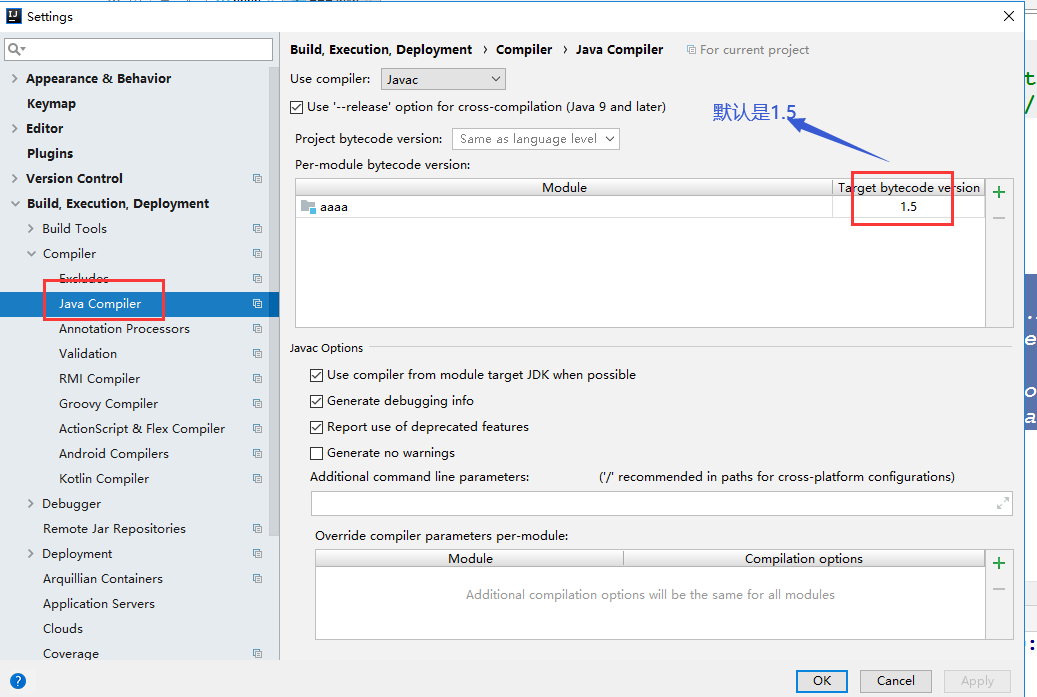 Settings
Appearance & Behavior
Keymap
Editor
Plugins
Version Control
Build, Execution, Deployment
Build Tools
Compiler
Excludes
Java Compiler
Annotation Processors
Validation
RMI Compiler
Groovy Compiler
ActionScript & Flex Compiler
Android Compilers
Kotlin Compiler
Debugger
Remote Jar Repositories
Deployment
Arquillian Containers
Application Servers
Clouds
Coverage
Build, Execution, Deployment › Compiler › Java Compiler For current project
Use compiler: Javac
Use '--release' option for cross-compilation (Java 9 and later)
默认是1.5
Project bytecode version: Same as language level
Per-module bytecode version:
Module Target bytecode version
aaaa 1.5
Javac Options
Use compiler from module target JDK when possible
Generate debugging info
Report use of deprecated features
Generate no warnings
Additional command line parameters: ('/' recommended in paths for cross-platform configurations)
Override compiler parameters per-module:
Module Compilation options
Additional compilation options will be the same for all modules
? OK Cancel Apply